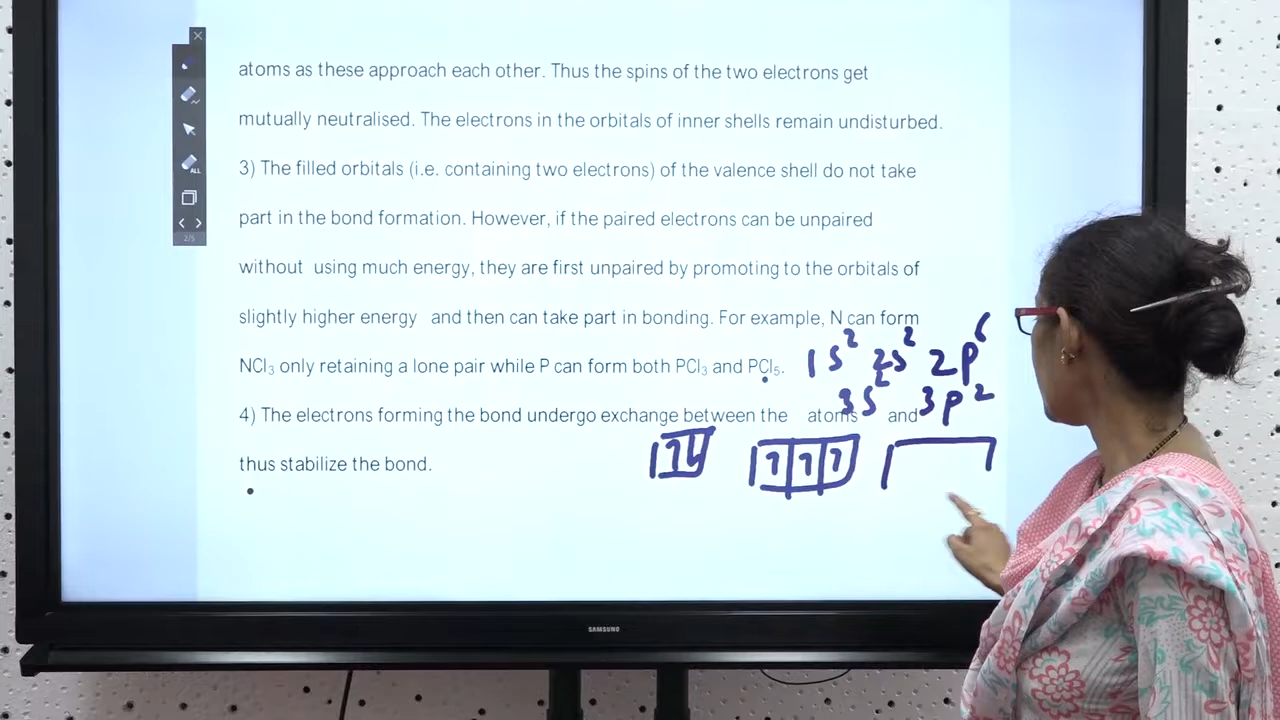 atoms as these approach each other. Thus the spins of the two electrons get
mutually neutralised. The electrons in the orbitals of inner shells remain undisturbed.
3) The filled orbitals (i.e. containing two electrons) of the valence shell do not take
part in the bond formation. However, if the paired electrons can be unpaired
without using much energy, they are first unpaired by promoting to the orbitals of
slightly higher energy and then can take part in bonding. For example, N can form
NCl₃ only retaining a lone pair while P can form both PCl₃ and PCl₅.
1s² 2s² 2p⁶
3s² 3p²
4) The electrons forming the bond undergo exchange between the atoms and
thus stabilize the bond.
ALL
2/5
SAMSUNG